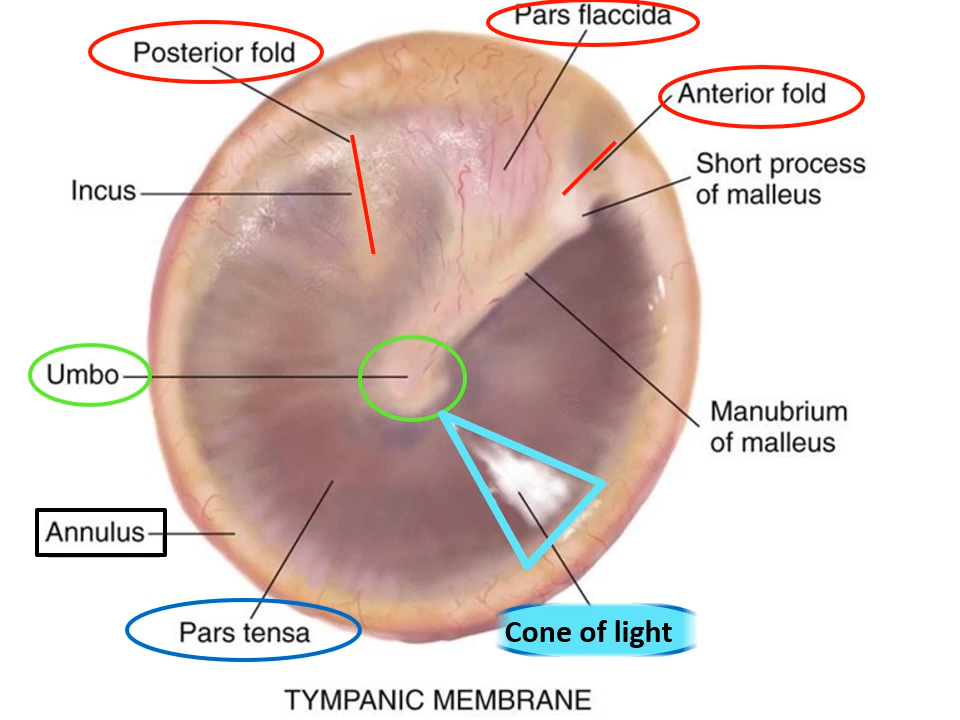 Pars flaccida
Posterior fold
Anterior fold
Short process
of malleus
Incus
Umbo
Manubrium
of malleus
Annulus
Pars tensa
Cone of light
TYMPANIC MEMBRANE